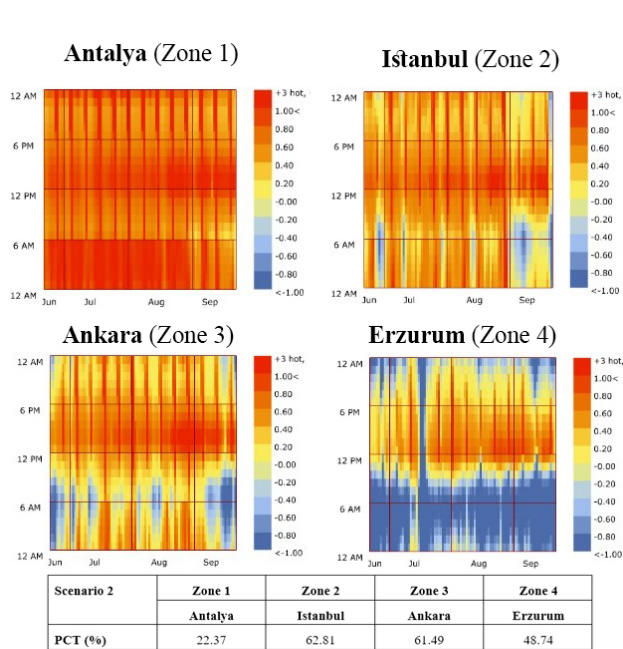 Antalya (Zone 1)
12 AM
6 PM
12 PM
6 AM
12 AM
Jun Jul Aug Sep
+3 hot,
1.00<
0.80
0.60
0.40
0.20
-0.00
-0.20
-0.40
-0.60
-0.80
<-1.00
Istanbul (Zone 2)
12 AM
6 PM
12 PM
6 AM
12 AM
Jun Jul Aug Sep
+3 hot,
1.00<
0.80
0.60
0.40
0.20
-0.00
-0.20
-0.40
-0.60
-0.80
<-1.00
Ankara (Zone 3)
12 AM
6 PM
12 PM
6 AM
12 AM
Jun Jul Aug Sep
+3 hot,
1.00<
0.80
0.60
0.40
0.20
-0.00
-0.20
-0.40
-0.60
-0.80
<-1.00
Erzurum (Zone 4)
12 AM
6 PM
12 PM
6 AM
12 AM
Jun Jul Aug Sep
+3 hot,
1.00<
0.80
0.60
0.40
0.20
-0.00
-0.20
-0.40
-0.60
-0.80
<-1.00
Scenario 2 Zone 1 Zone 2 Zone 3 Zone 4
Antalya Istanbul Ankara Erzurum
PCT (%) 22.37 62.81 61.49 48.74